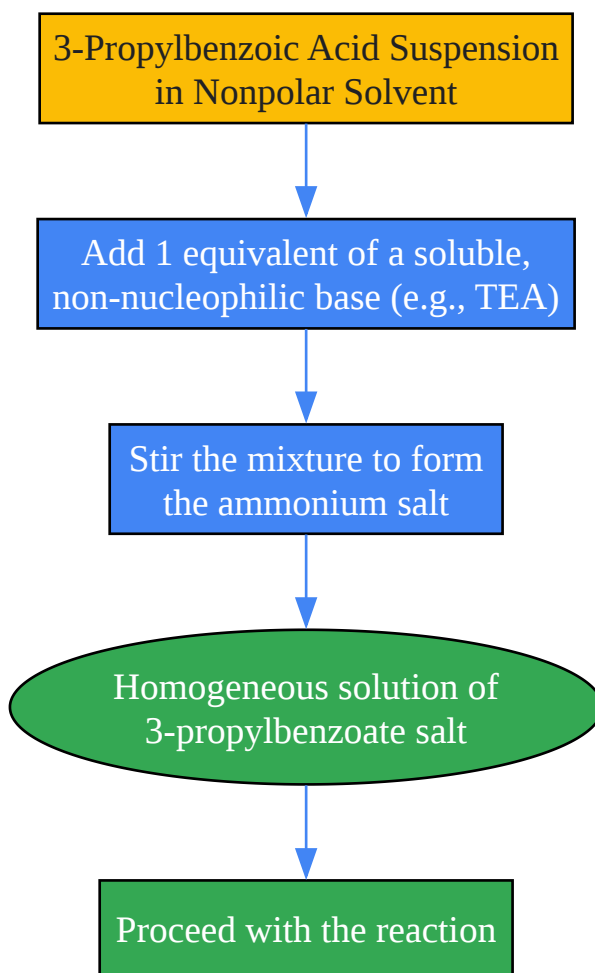 3-Propylbenzoic Acid Suspension
in Nonpolar Solvent
Add 1 equivalent of a soluble,
non-nucleophilic base (e.g., TEA)
Stir the mixture to form
the ammonium salt
Homogeneous solution of
3-propylbenzoate salt
Proceed with the reaction